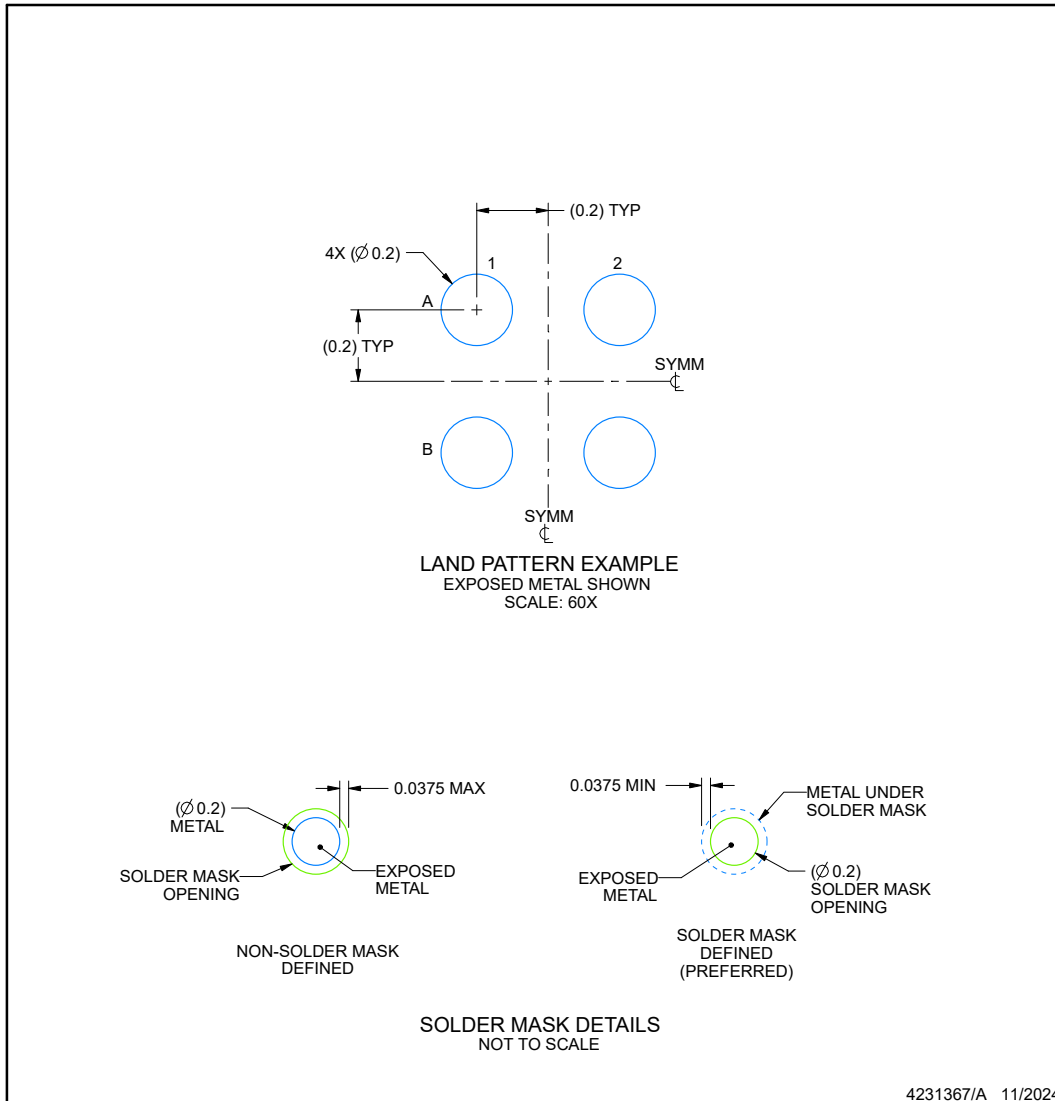 (0.2) TYP
4X (∅ 0.2)
1
2
A
(0.2) TYP
SYMM
℄
B
SYMM
℄
LAND PATTERN EXAMPLE
EXPOSED METAL SHOWN
SCALE: 60X
0.0375 MAX
(∅ 0.2)
METAL
SOLDER MASK
OPENING
EXPOSED
METAL
NON-SOLDER MASK
DEFINED
0.0375 MIN
METAL UNDER
SOLDER MASK
EXPOSED
METAL
(∅ 0.2)
SOLDER MASK
OPENING
SOLDER MASK
DEFINED
(PREFERRED)
SOLDER MASK DETAILS
NOT TO SCALE
4231367/A 11/2024